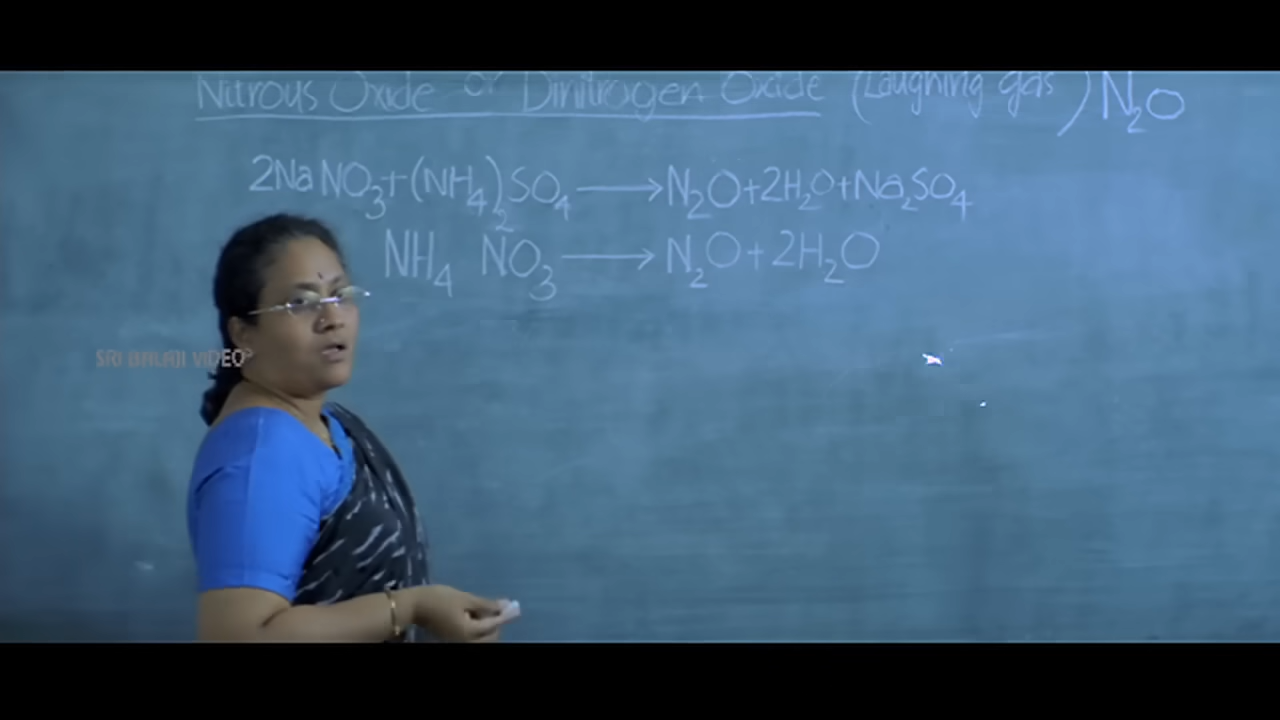 Nitrous Oxide or Dinitrogen Oxide (Laughing gas) N₂O
2NaNO₃+(NH₄)₂SO₄ ⟶ N₂O+2H₂O+Na₂SO₄
NH₄ NO₃ ⟶ N₂O+2H₂O
SRI BALAJI VIDEO